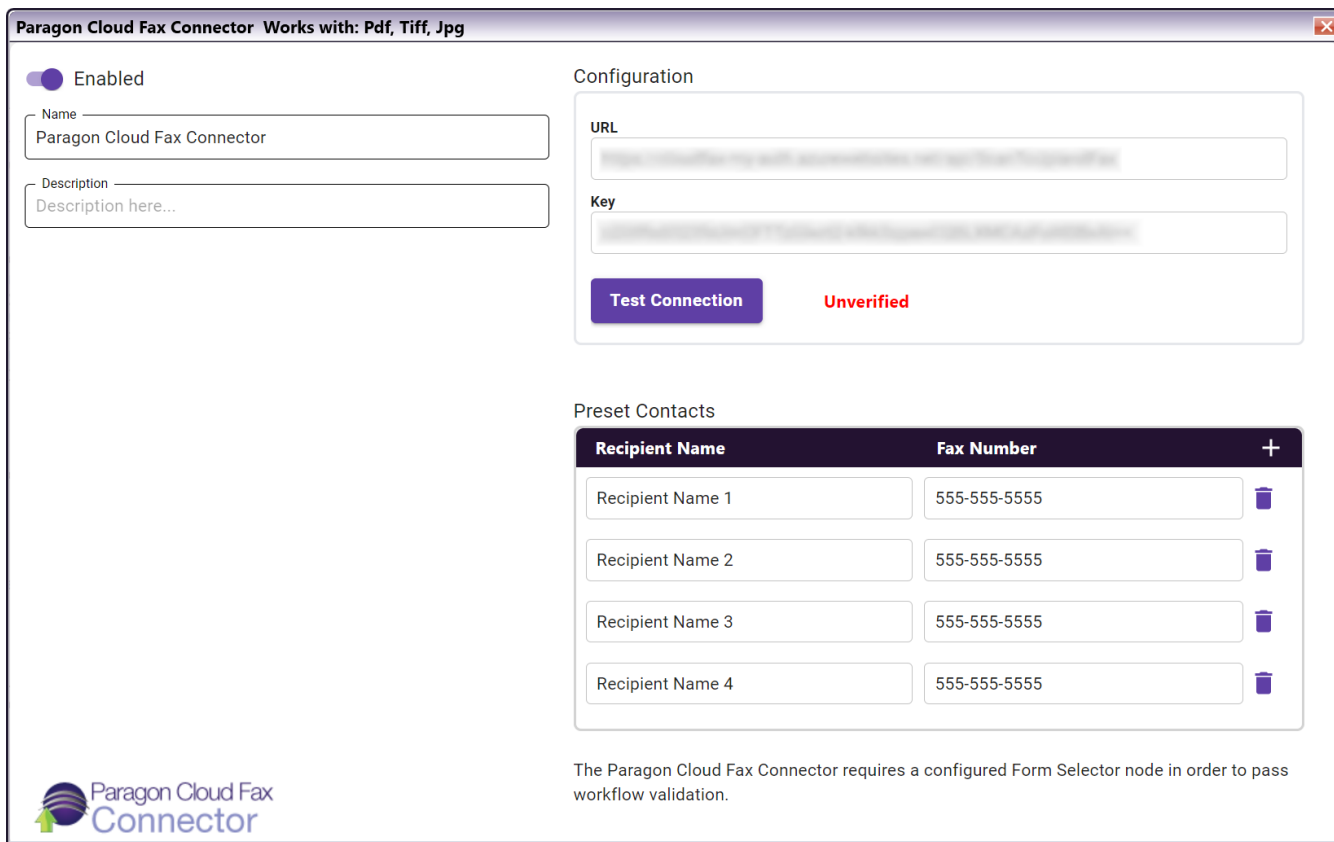 Paragon Cloud Fax Connector  Works with: Pdf, Tiff, Jpg
Enabled
Name
Paragon Cloud Fax Connector
Description
Description here...
Configuration
URL
Key
Test Connection
Unverified
Preset Contacts
Recipient Name Fax Number +
Recipient Name 1 555-555-5555
Recipient Name 2 555-555-5555
Recipient Name 3 555-555-5555
Recipient Name 4 555-555-5555
The Paragon Cloud Fax Connector requires a configured Form Selector node in order to pass
workflow validation.
Paragon Cloud Fax
Connector